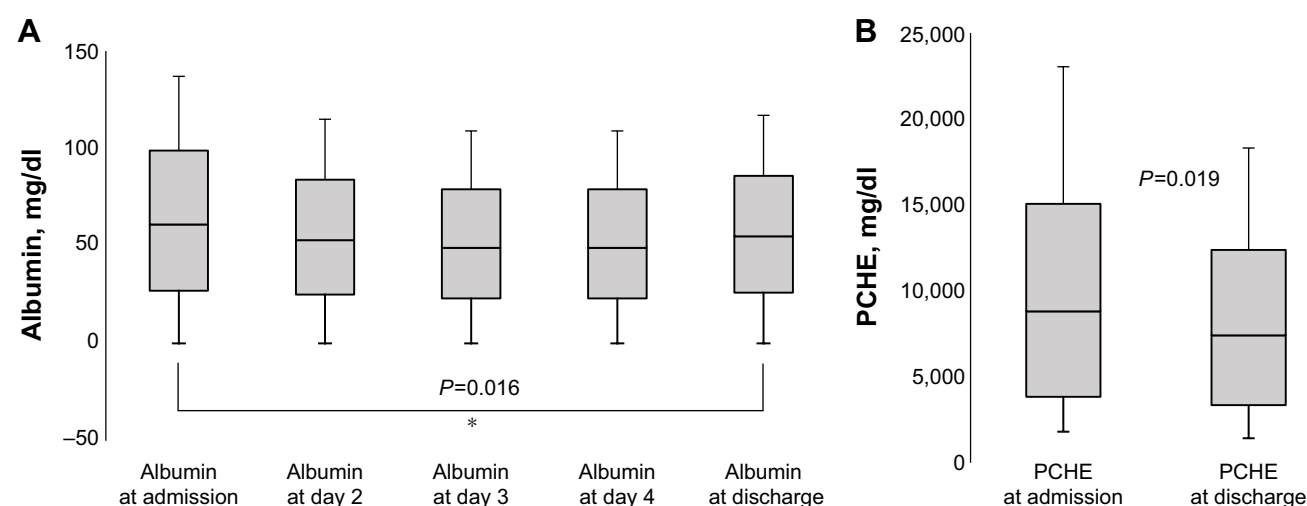 A
Albumin, mg/dl
150
100
50
0
–50
P=0.016
*
Albumin
at admission
Albumin
at day 2
Albumin
at day 3
Albumin
at day 4
Albumin
at discharge
B
PCHE, mg/dl
25,000
20,000
15,000
10,000
5,000
0
P=0.019
PCHE
at admission
PCHE
at discharge